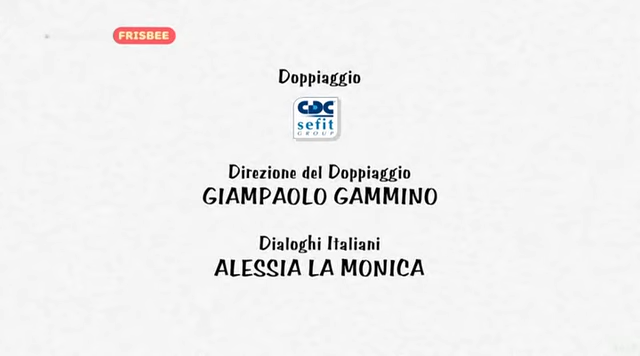 FRISBEE
Doppiaggio
CDC
sefit
GROUP
Direzione del Doppiaggio
GIAMPAOLO GAMMINO
Dialoghi Italiani
ALESSIA LA MONICA